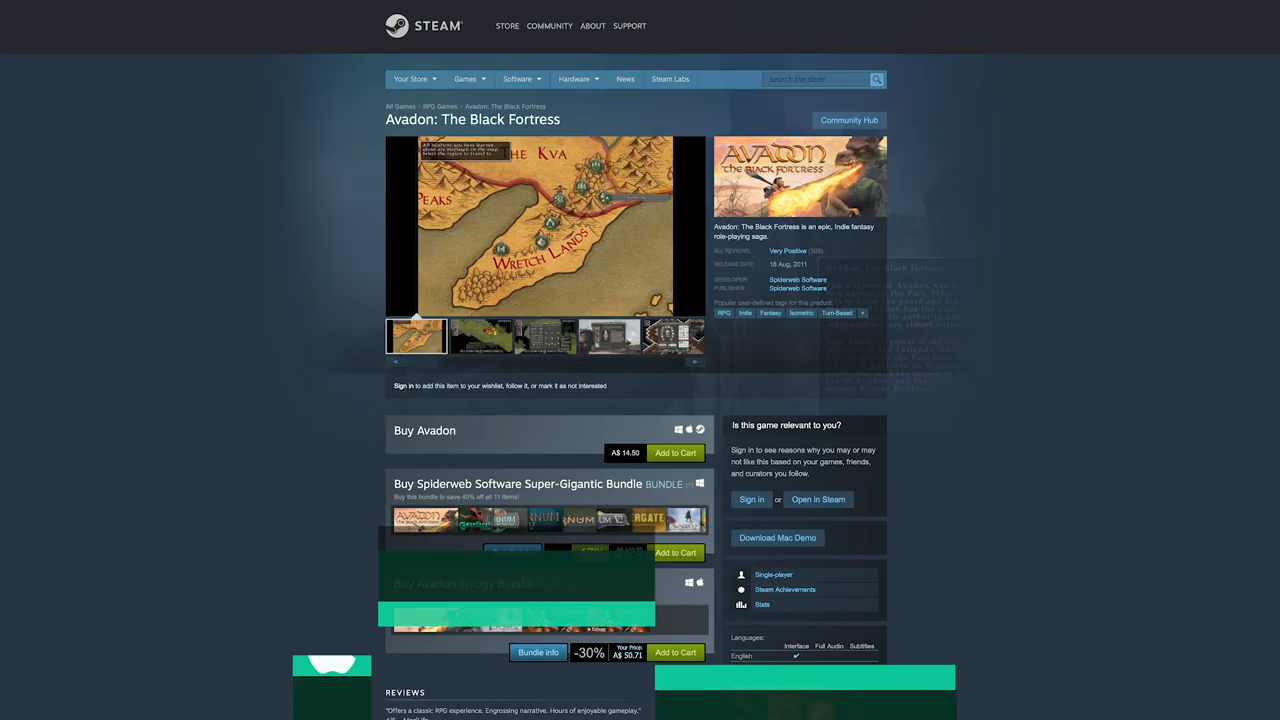 STEAM
STORE COMMUNITY ABOUT SUPPORT
Your Store Games Software Hardware News Steam Labs
search the store
All Games > RPG Games > Avadon: The Black Fortress
Avadon: The Black Fortress
Community Hub
THE KVA
PEAKS
WRETCH LANDS
AVADON
THE BLACK FORTRESS
Avadon: The Black Fortress is an epic, Indie fantasy
role-playing saga.
ALL REVIEWS: Very Positive (309)
RELEASE DATE: 18 Aug, 2011
DEVELOPER: Spiderweb Software
PUBLISHER: Spiderweb Software
Popular user-defined tags for this product:
RPG Indie Fantasy Isometric Turn-Based +
Sign in to add this item to your wishlist, follow it, or mark it as not interested
Buy Avadon
A$ 14.50 Add to Cart
Buy Spiderweb Software Super-Gigantic Bundle BUNDLE (?)
Buy this bundle to save 40% off all 11 items!
Add to Cart
Buy Avadon Trilogy Bundle
Bundle info -30% Your Price: A$ 50.71 Add to Cart
Is this game relevant to you?
Sign in to see reasons why you may or
may not like this based on your games, friends,
and curators you follow.
Sign in or Open in Steam
Download Mac Demo
Single-player
Steam Achievements
Stats
Languages:
Interface Full Audio Subtitles
English ✔
REVIEWS
"Offers a classic RPG experience. Engrossing narrative. Hours of enjoyable gameplay."